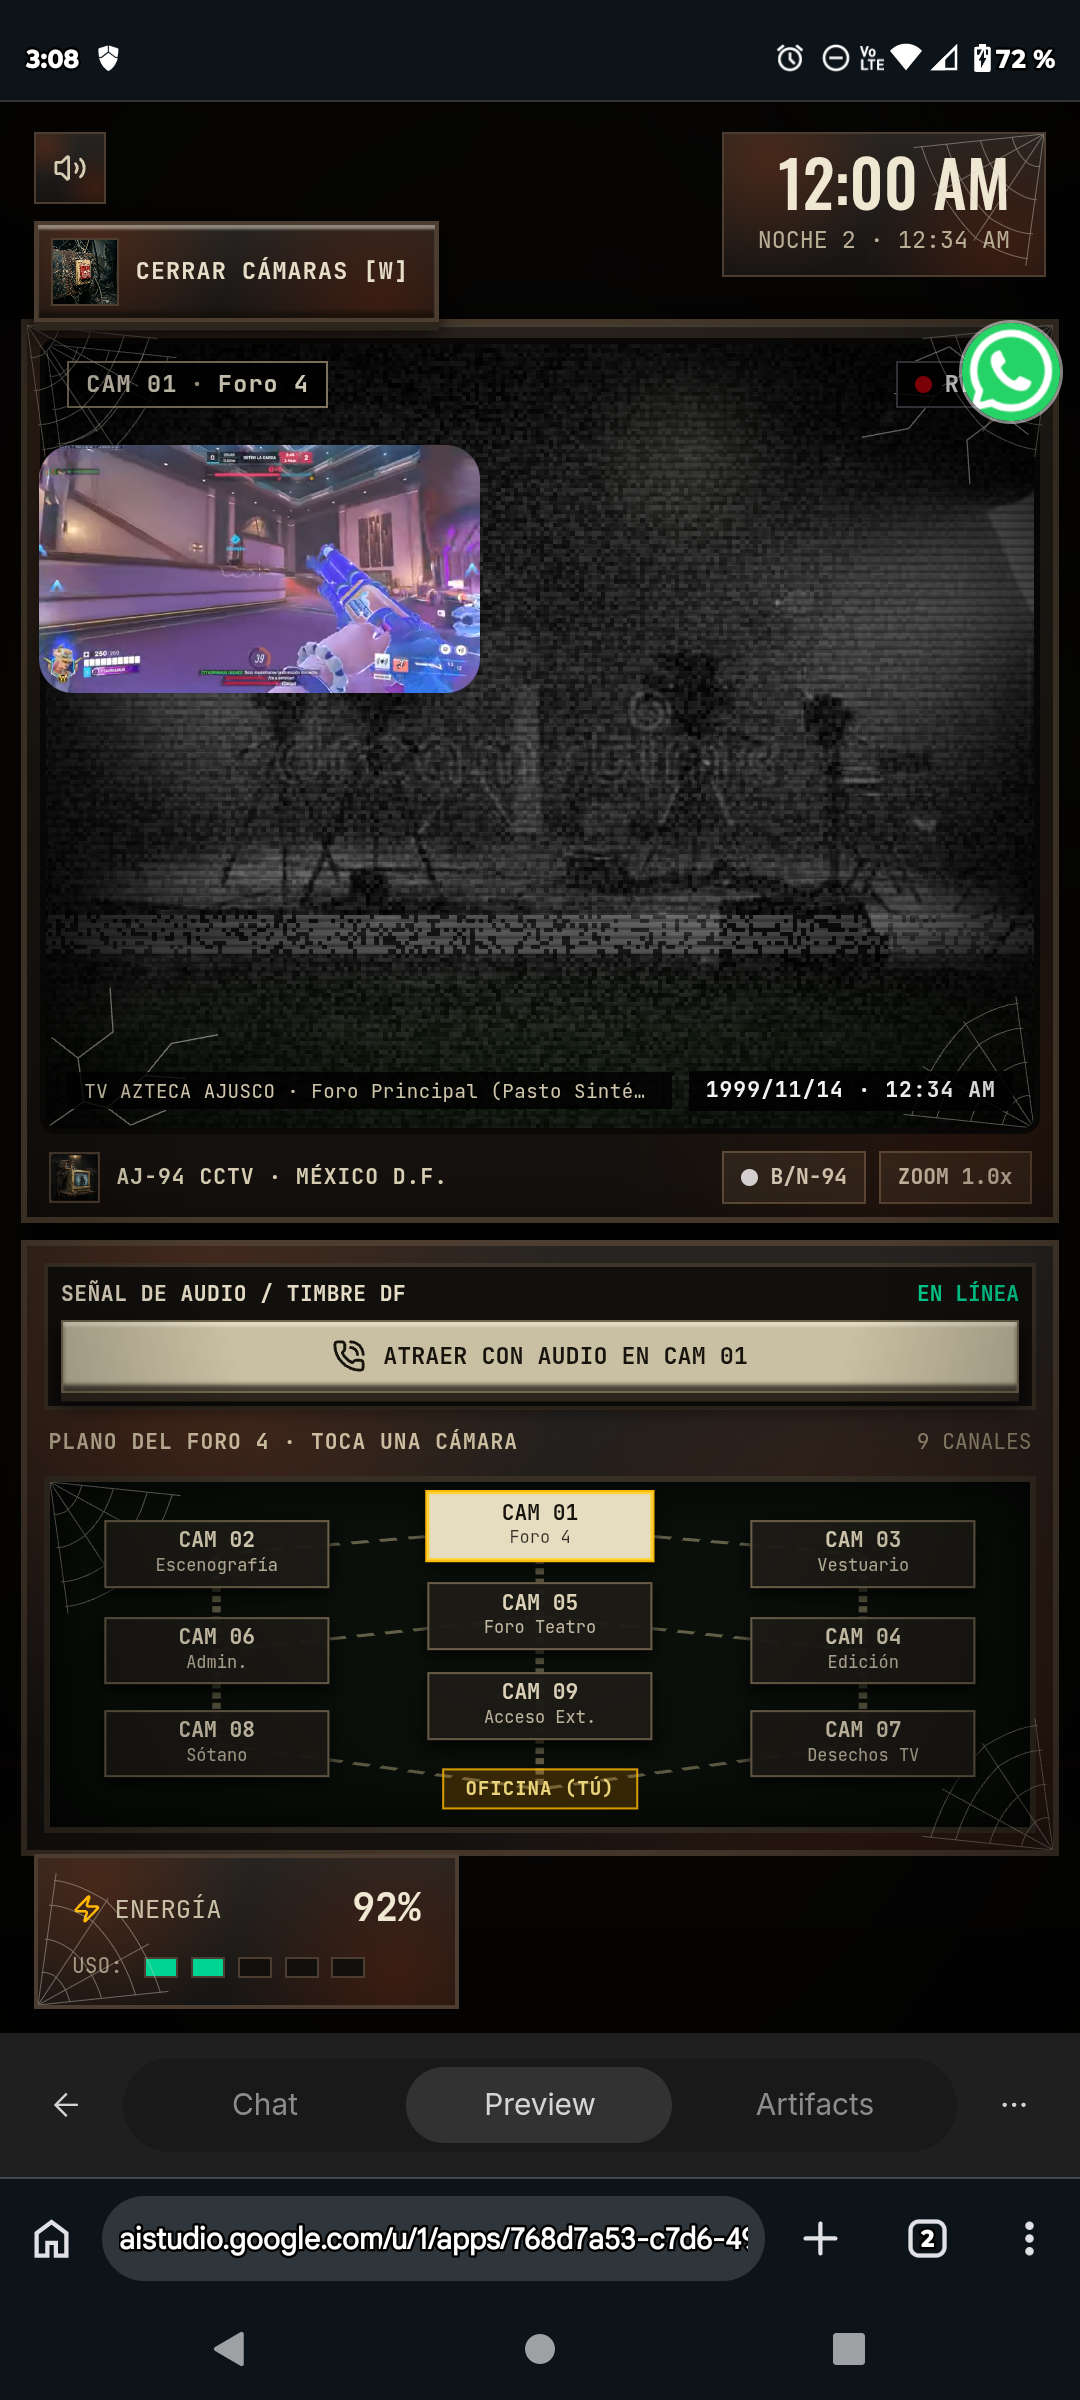 3:08
Vo
LTE
72 %
12:00 AM
NOCHE 2 · 12:34 AM
CERRAR CÁMARAS [W]
CAM 01 · Foro 4
AJ-94 CCTV · MÉXICO D.F.
TV AZTECA AJUSCO · Foro Principal (Pasto Sinté…
1999/11/14 · 12:34 AM
B/N-94
ZOOM 1.0x
SEÑAL DE AUDIO / TIMBRE DF
EN LÍNEA
ATRAER CON AUDIO EN CAM 01
PLANO DEL FORO 4 · TOCA UNA CÁMARA
9 CANALES
CAM 01
Foro 4
CAM 02
Escenografía
CAM 03
Vestuario
CAM 05
Foro Teatro
CAM 06
Admin.
CAM 04
Edición
CAM 09
Acceso Ext.
CAM 08
Sótano
CAM 07
Desechos TV
OFICINA (TÚ)
ENERGÍA
92%
USO:
Chat
Preview
Artifacts
aistudio.google.com/u/1/apps/768d7a53-c7d6-49
2